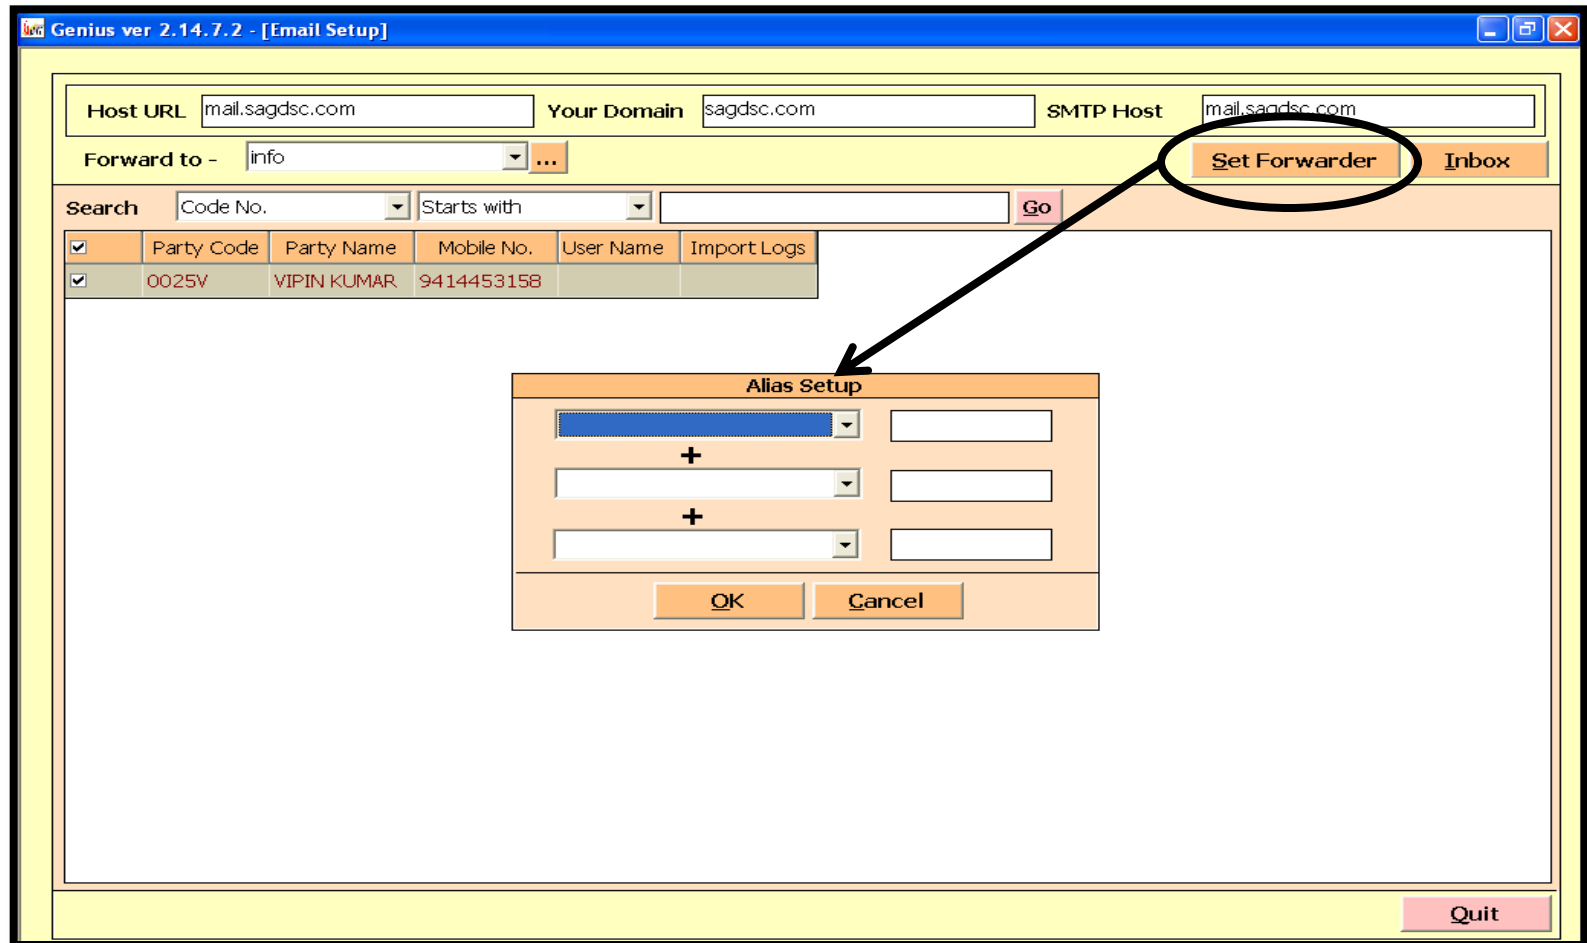 Genius ver 2.14.7.2 - [Email Setup]
Host URL mail.sagdsc.com Your Domain sagdsc.com SMTP Host mail.sagdsc.com
Forward to - info ... Set Forwarder Inbox
Search Code No. Starts with Go
Party Code Party Name Mobile No. User Name Import Logs
0025V VIPIN KUMAR 9414453158
Alias Setup
+
+
OK Cancel
Quit